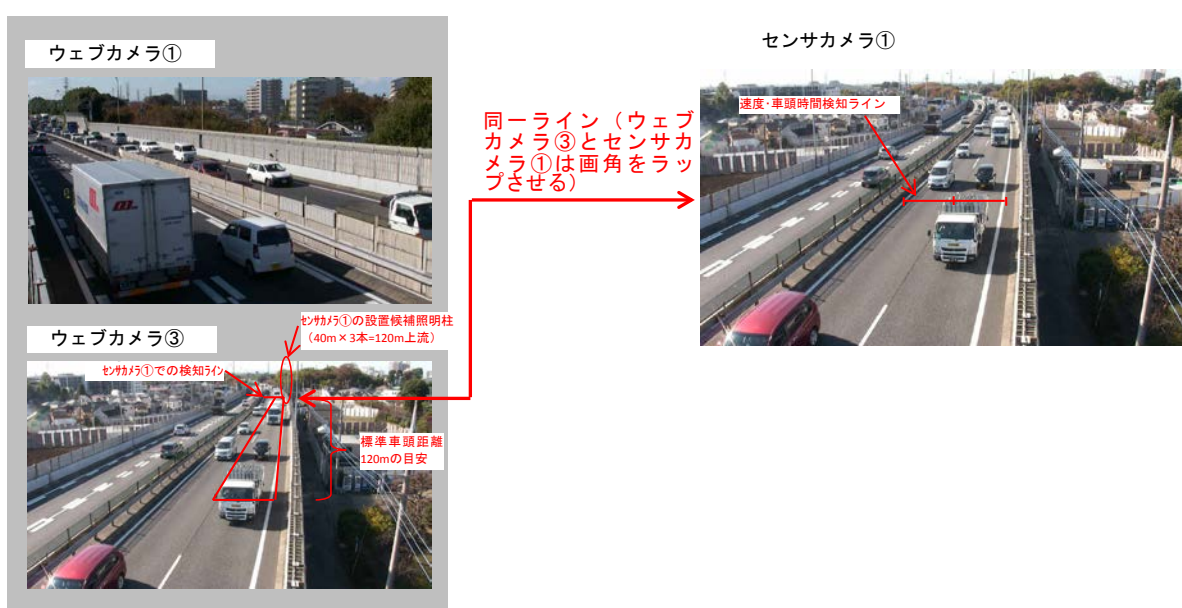 ウェブカメラ①
センサカメラ①
速度･車頭時間検知ライン
同一ライン（ウェブ
カメラ③とセンサカ
メラ①は画角をラッ
プさせる）
ｾﾝｻｶﾒﾗ①の設置候補照明柱
（40m×3本=120m上流）
ウェブカメラ③
ｾﾝｻｶﾒﾗ①での検知ﾗｲﾝ
標準車頭距離
120mの目安